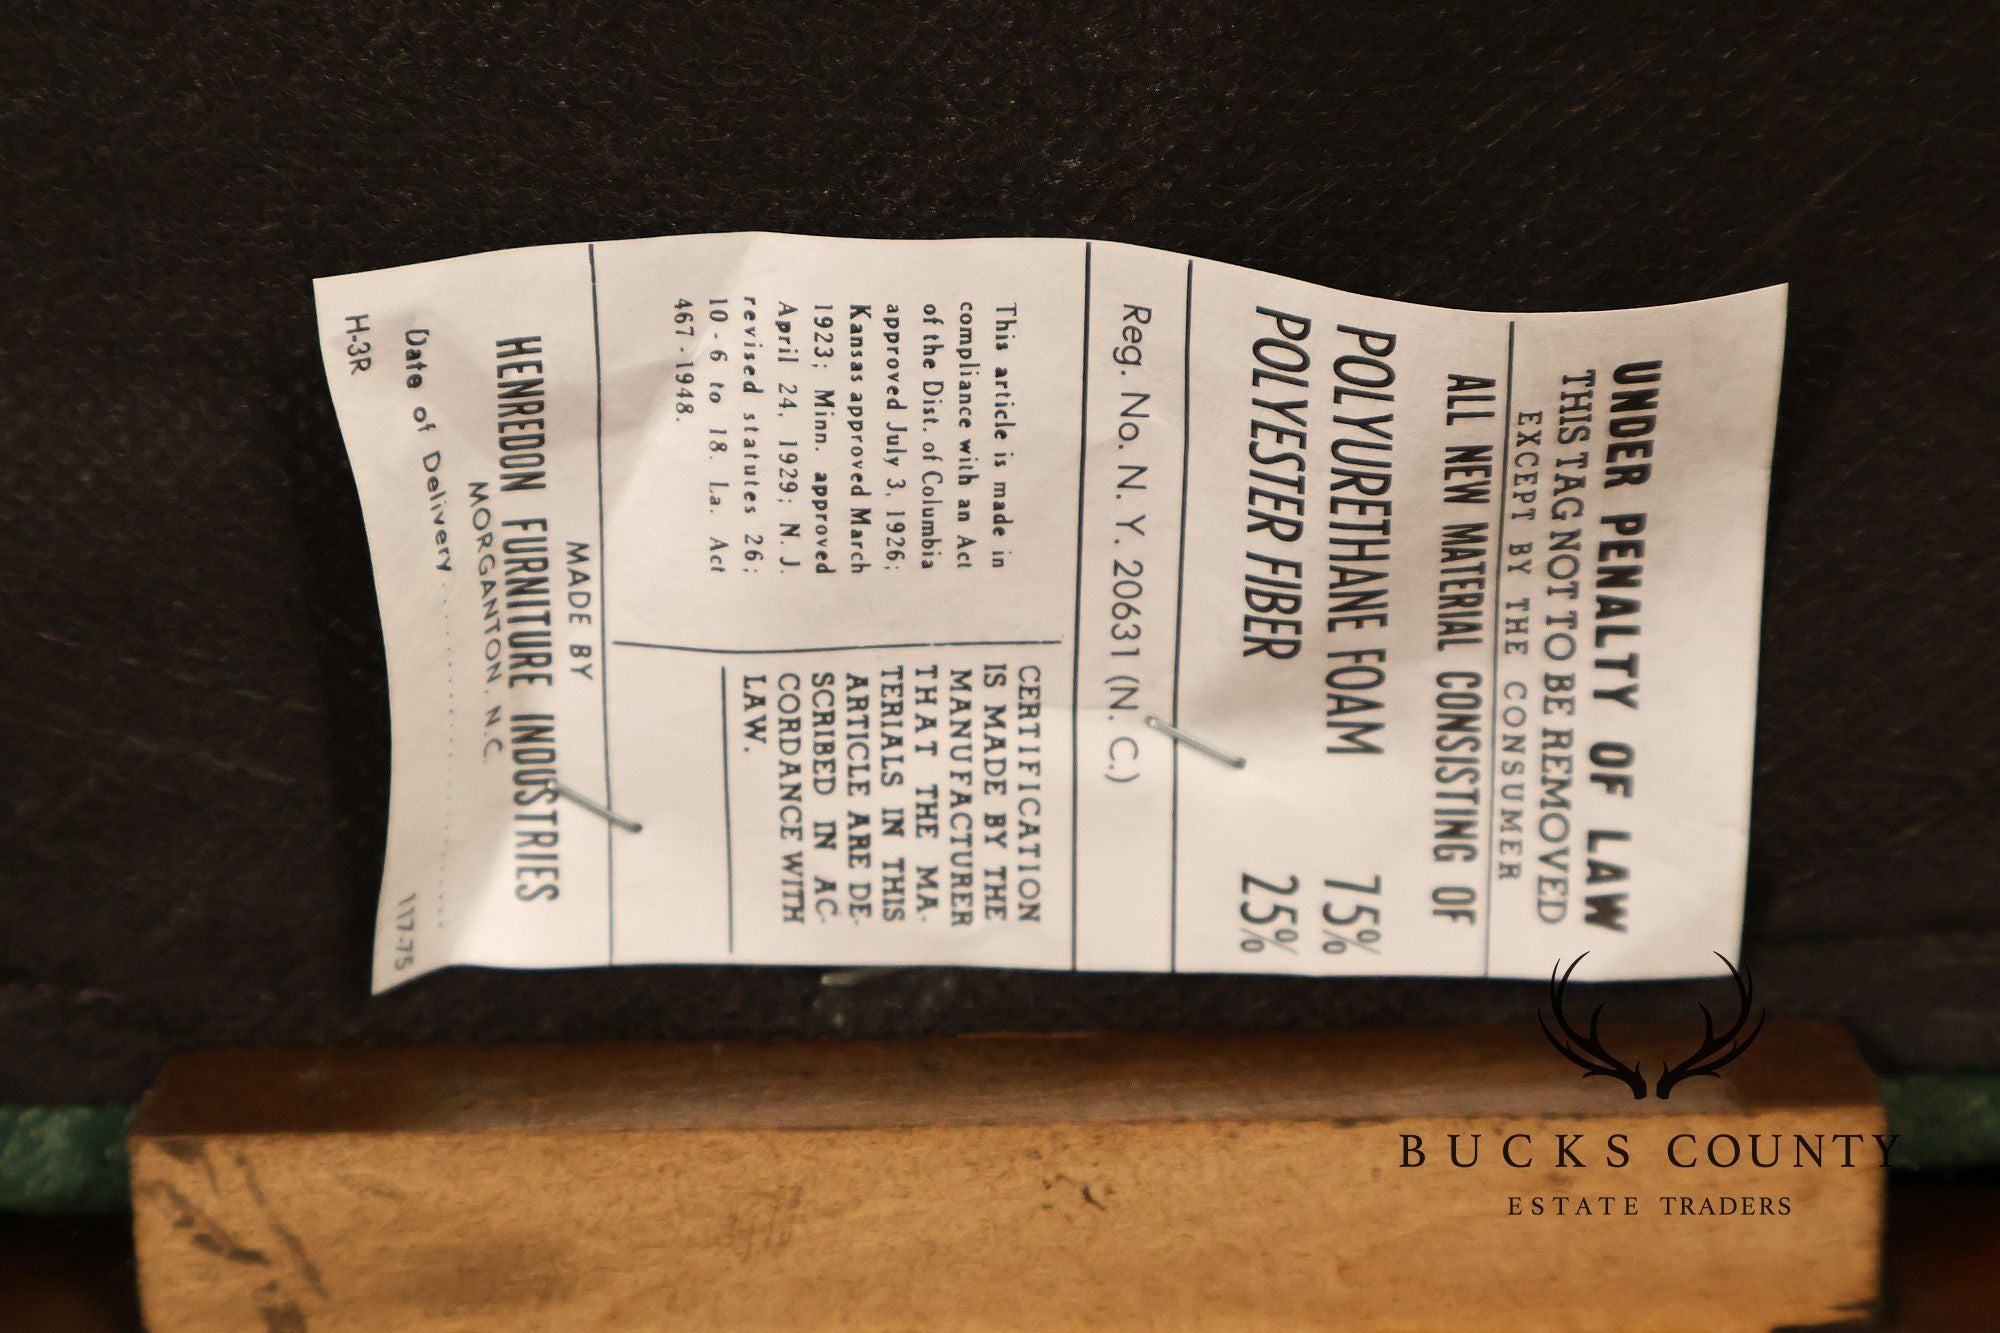 UNDER PENALTY OF LAW
THIS TAG NOT TO BE REMOVED
EXCEPT BY THE CONSUMER
ALL NEW MATERIAL CONSISTING OF
POLYURETHANE FOAM 75%
POLYESTER FIBER 25%
Reg. No. N. Y. 20631 (N. C.)
This article is made in
compliance with an Act
of the Dist. of Columbia
approved July 3, 1926;
Kansas approved March
1923; Minn. approved
April 24, 1929; N. J.
revised statutes 26;
10 - 6 to 18. La. Act
467 - 1948.
CERTIFICATION
IS MADE BY THE
MANUFACTURER
THAT THE MA-
TERIALS IN THIS
ARTICLE ARE DE-
SCRIBED IN AC-
CORDANCE WITH
LAW.
MADE BY
HENREDON FURNITURE INDUSTRIES
MORGANTON, N.C.
Date of Delivery
H-3R 117-75
BUCKS COUNTY
ESTATE TRADERS